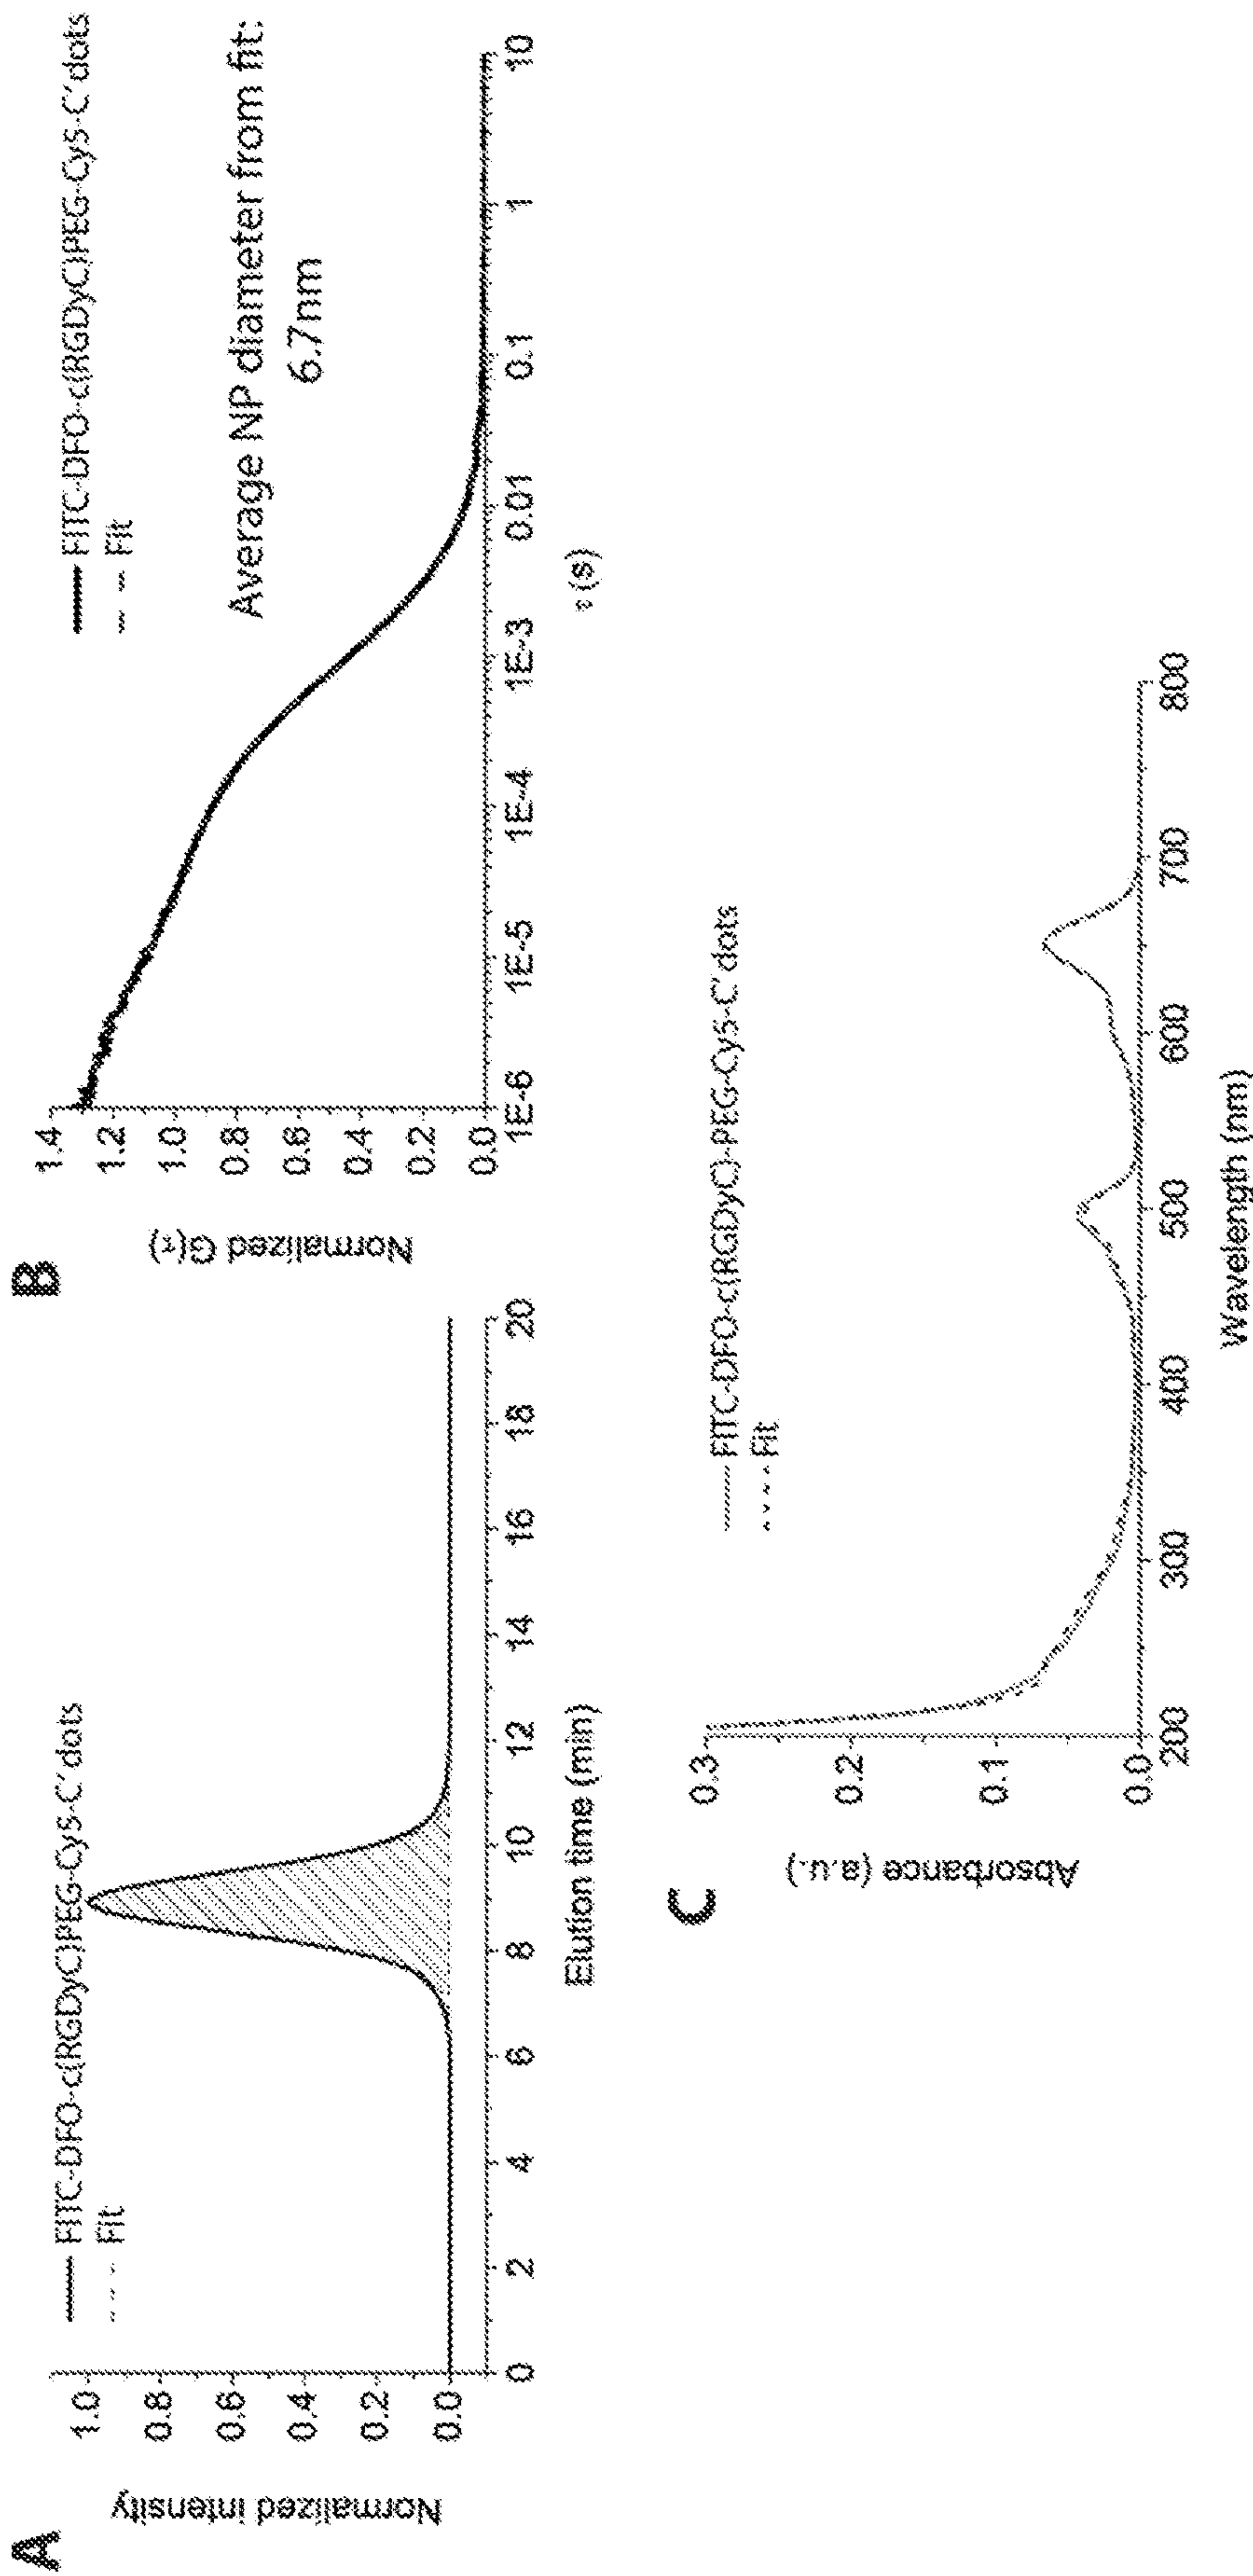 A
FITC-DFO-c(RGDyC)PEG-Cy5-C' dots
Fit
Normalized intensity
1.0
0.8
0.6
0.4
0.2
0.0
0 2 4 6 8 10 12 14 16 18 20
Elution time (min)
B
FITC-DFO-c(RGDyC)PEG-Cy5-C' dots
Fit
Average NP diameter from fit:
6.7nm
Normalized G(τ)
1.4
1.2
1.0
0.8
0.6
0.4
0.2
0.0
1E-6 1E-5 1E-4 1E-3 0.01 0.1 1 10
τ (s)
C
FITC-DFO-c(RGDyC)-PEG-Cy5-C' dots
Fit
Absorbance (a.u.)
0.3
0.2
0.1
0.0
200 300 400 500 600 700 800
Wavelength (nm)